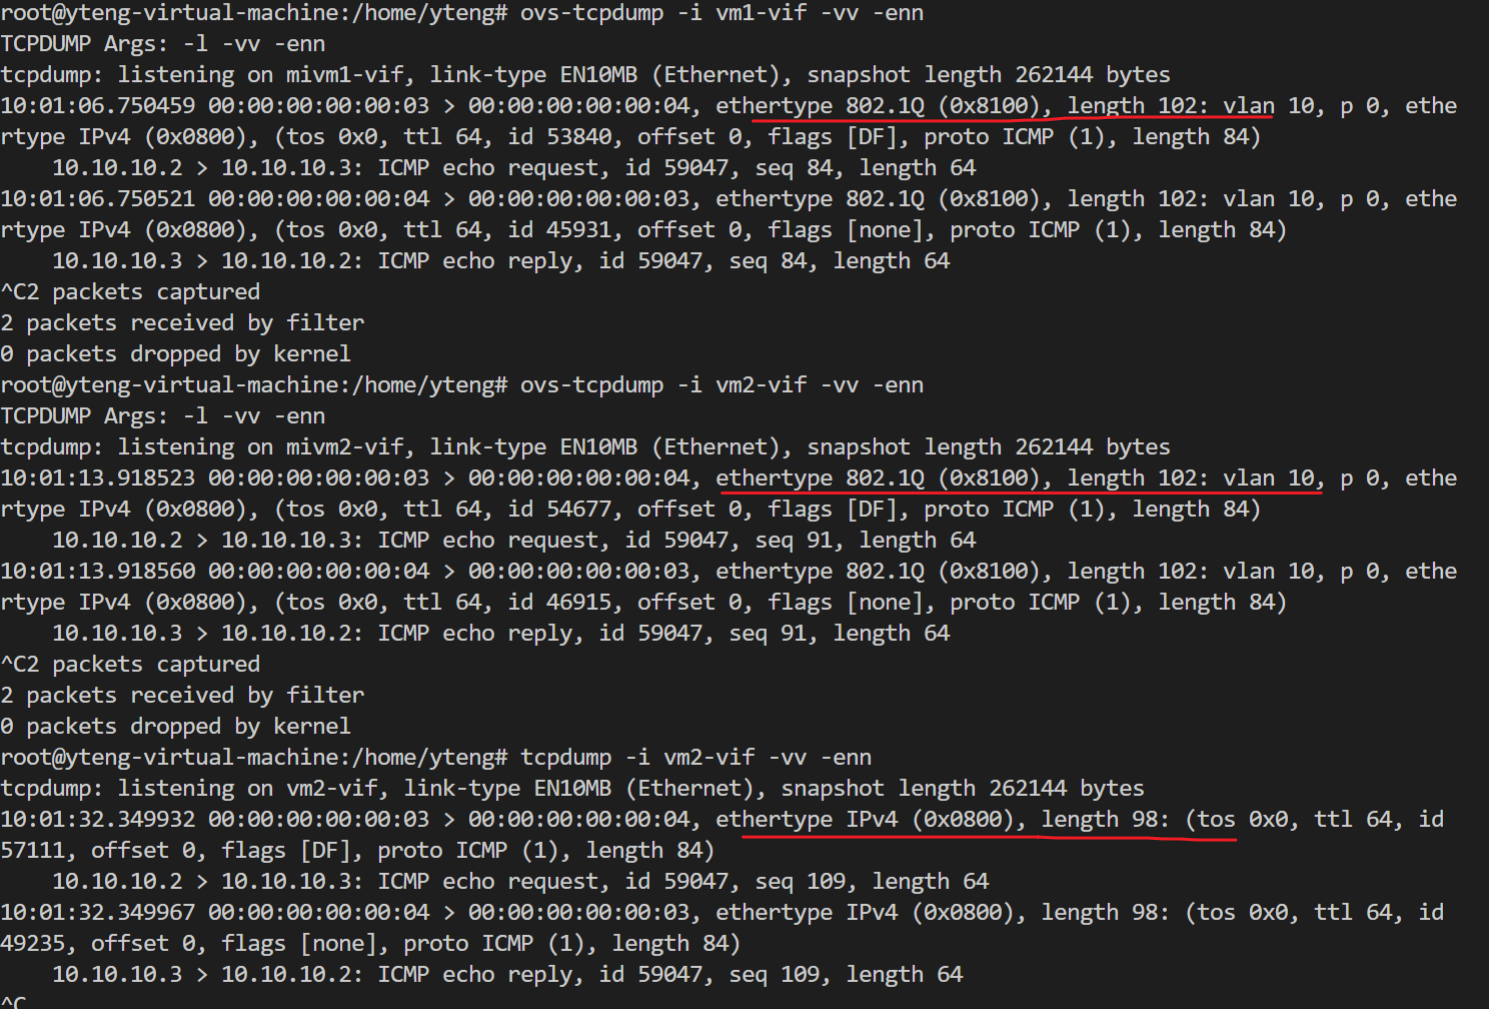 root@yteng-virtual-machine:/home/yteng# ovs-tcpdump -i vm1-vif -vv -enn
TCPDUMP Args: -l -vv -enn
tcpdump: listening on mivm1-vif, link-type EN10MB (Ethernet), snapshot length 262144 bytes
10:01:06.750459 00:00:00:00:00:03 > 00:00:00:00:00:04, ethertype 802.1Q (0x8100), length 102: vlan 10, p 0, ethe
rtype IPv4 (0x0800), (tos 0x0, ttl 64, id 53840, offset 0, flags [DF], proto ICMP (1), length 84)
    10.10.10.2 > 10.10.10.3: ICMP echo request, id 59047, seq 84, length 64
10:01:06.750521 00:00:00:00:00:04 > 00:00:00:00:00:03, ethertype 802.1Q (0x8100), length 102: vlan 10, p 0, ethe
rtype IPv4 (0x0800), (tos 0x0, ttl 64, id 45931, offset 0, flags [none], proto ICMP (1), length 84)
    10.10.10.3 > 10.10.10.2: ICMP echo reply, id 59047, seq 84, length 64
^C2 packets captured
2 packets received by filter
0 packets dropped by kernel
root@yteng-virtual-machine:/home/yteng# ovs-tcpdump -i vm2-vif -vv -enn
TCPDUMP Args: -l -vv -enn
tcpdump: listening on mivm2-vif, link-type EN10MB (Ethernet), snapshot length 262144 bytes
10:01:13.918523 00:00:00:00:00:03 > 00:00:00:00:00:04, ethertype 802.1Q (0x8100), length 102: vlan 10, p 0, ethe
rtype IPv4 (0x0800), (tos 0x0, ttl 64, id 54677, offset 0, flags [DF], proto ICMP (1), length 84)
    10.10.10.2 > 10.10.10.3: ICMP echo request, id 59047, seq 91, length 64
10:01:13.918560 00:00:00:00:00:04 > 00:00:00:00:00:03, ethertype 802.1Q (0x8100), length 102: vlan 10, p 0, ethe
rtype IPv4 (0x0800), (tos 0x0, ttl 64, id 46915, offset 0, flags [none], proto ICMP (1), length 84)
    10.10.10.3 > 10.10.10.2: ICMP echo reply, id 59047, seq 91, length 64
^C2 packets captured
2 packets received by filter
0 packets dropped by kernel
root@yteng-virtual-machine:/home/yteng# tcpdump -i vm2-vif -vv -enn
tcpdump: listening on vm2-vif, link-type EN10MB (Ethernet), snapshot length 262144 bytes
10:01:32.349932 00:00:00:00:00:03 > 00:00:00:00:00:04, ethertype IPv4 (0x0800), length 98: (tos 0x0, ttl 64, id
57111, offset 0, flags [DF], proto ICMP (1), length 84)
    10.10.10.2 > 10.10.10.3: ICMP echo request, id 59047, seq 109, length 64
10:01:32.349967 00:00:00:00:00:04 > 00:00:00:00:00:03, ethertype IPv4 (0x0800), length 98: (tos 0x0, ttl 64, id
49235, offset 0, flags [none], proto ICMP (1), length 84)
    10.10.10.3 > 10.10.10.2: ICMP echo reply, id 59047, seq 109, length 64
^C